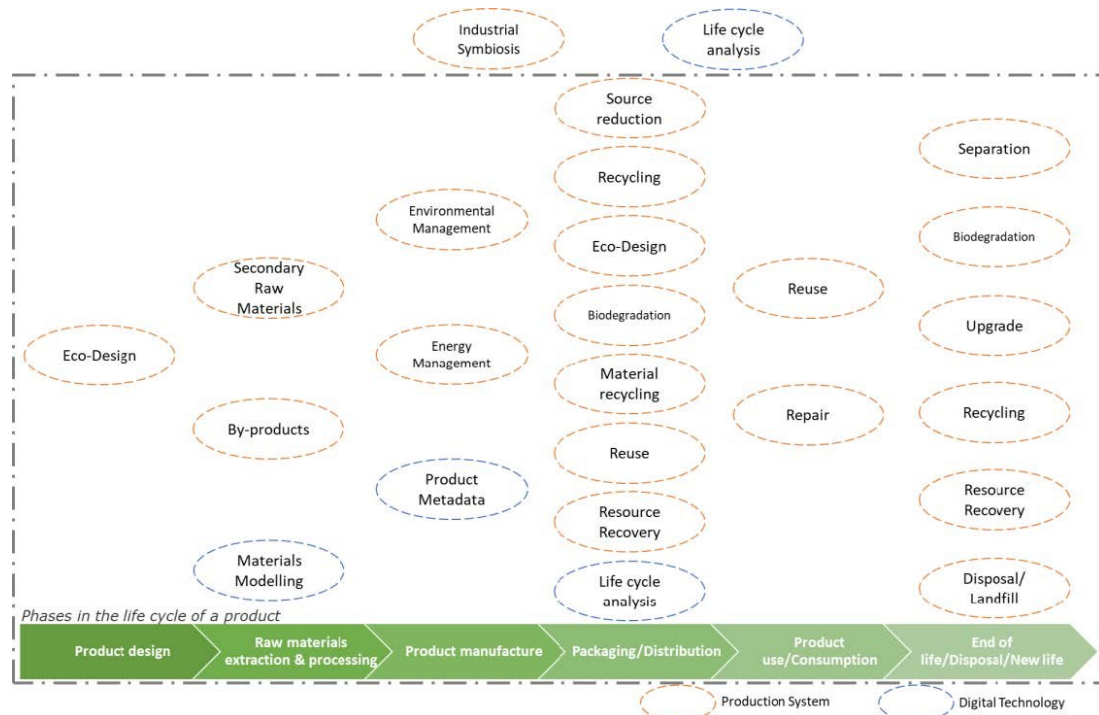 Industrial
Symbiosis
Life cycle
analysis
Eco-Design
Secondary
Raw
Materials
By-products
Materials
Modelling
Environmental
Management
Energy
Management
Product
Metadata
Source
reduction
Recycling
Eco-Design
Biodegradation
Material
recycling
Reuse
Resource
Recovery
Life cycle
analysis
Reuse
Repair
Separation
Biodegradation
Upgrade
Recycling
Resource
Recovery
Disposal/
Landfill
Phases in the life cycle of a product
Product design
Raw materials
extraction & processing
Product manufacture
Packaging/Distribution
Product
use/Consumption
End of
life/Disposal/New life
Production System
Digital Technology